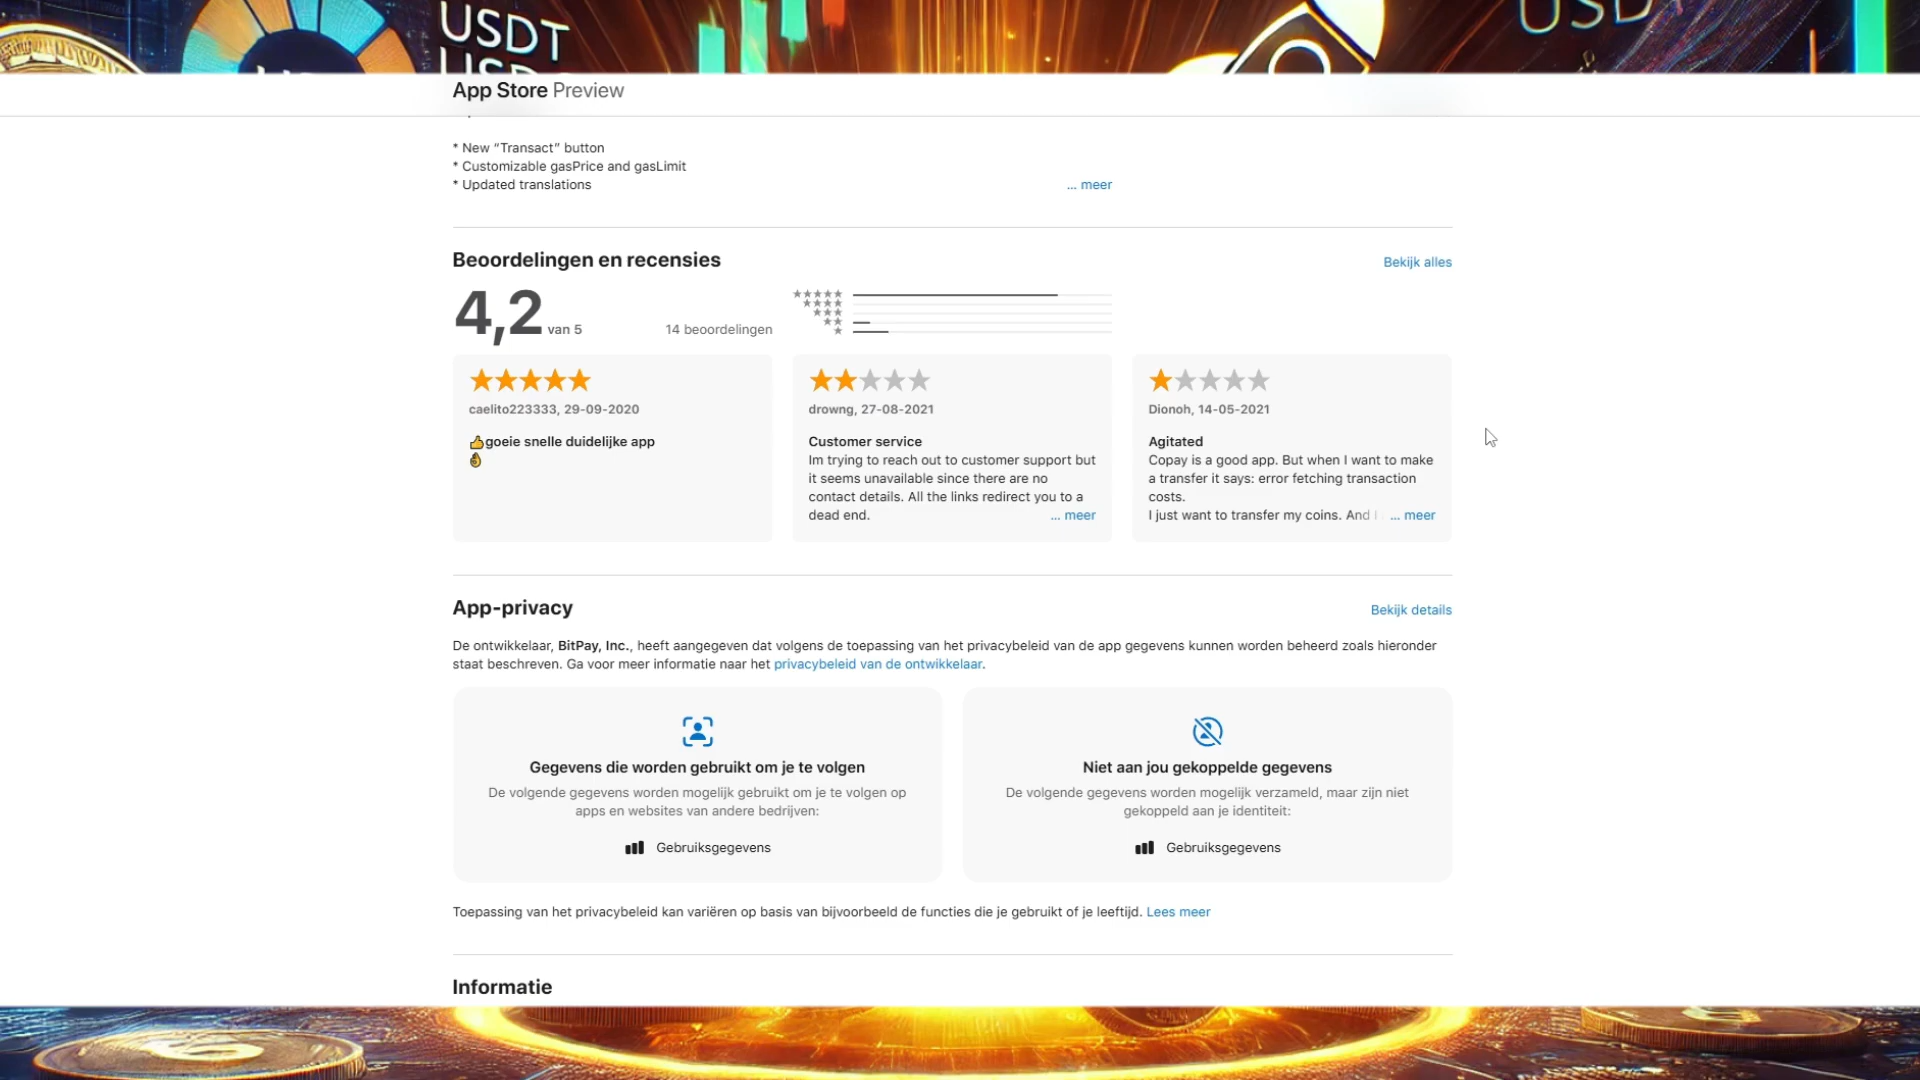 USDT
USD
App Store Preview
* New “Transact” button
* Customizable gasPrice and gasLimit
* Updated translations
... meer
Beoordelingen en recensies
Bekijk alles
4,2 van 5
14 beoordelingen
caelito223333, 29-09-2020
👍goeie snelle duidelijke app
👌
drowng, 27-08-2021
Customer service
Im trying to reach out to customer support but
it seems unavailable since there are no
contact details. All the links redirect you to a
dead end.
... meer
Dionoh, 14-05-2021
Agitated
Copay is a good app. But when I want to make
a transfer it says: error fetching transaction
costs.
I just want to transfer my coins. And I
... meer
App-privacy
Bekijk details
De ontwikkelaar, BitPay, Inc., heeft aangegeven dat volgens de toepassing van het privacybeleid van de app gegevens kunnen worden beheerd zoals hieronder
staat beschreven. Ga voor meer informatie naar het privacybeleid van de ontwikkelaar.
Gegevens die worden gebruikt om je te volgen
De volgende gegevens worden mogelijk gebruikt om je te volgen op
apps en websites van andere bedrijven:
Gebruiksgegevens
Niet aan jou gekoppelde gegevens
De volgende gegevens worden mogelijk verzameld, maar zijn niet
gekoppeld aan je identiteit:
Gebruiksgegevens
Toepassing van het privacybeleid kan variëren op basis van bijvoorbeeld de functies die je gebruikt of je leeftijd. Lees meer
Informatie